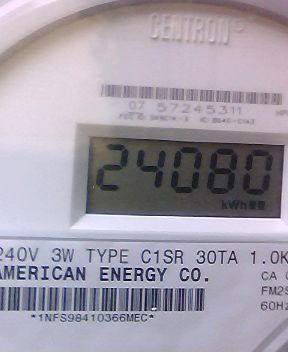 CENTRON®
07 57245311
24080
kWh
240V 3W TYPE C1SR 30TA 1.0K
AMERICAN ENERGY CO.
CA
FM2S
60Hz
*1NFS98410366MEC*